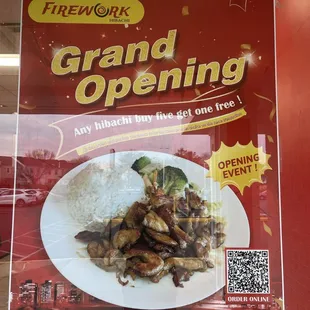 FIREWORK
HIBACHI
Grand
Opening
Any hibachi buy five get one free !
OPENING
EVENT !
ORDER ONLINE